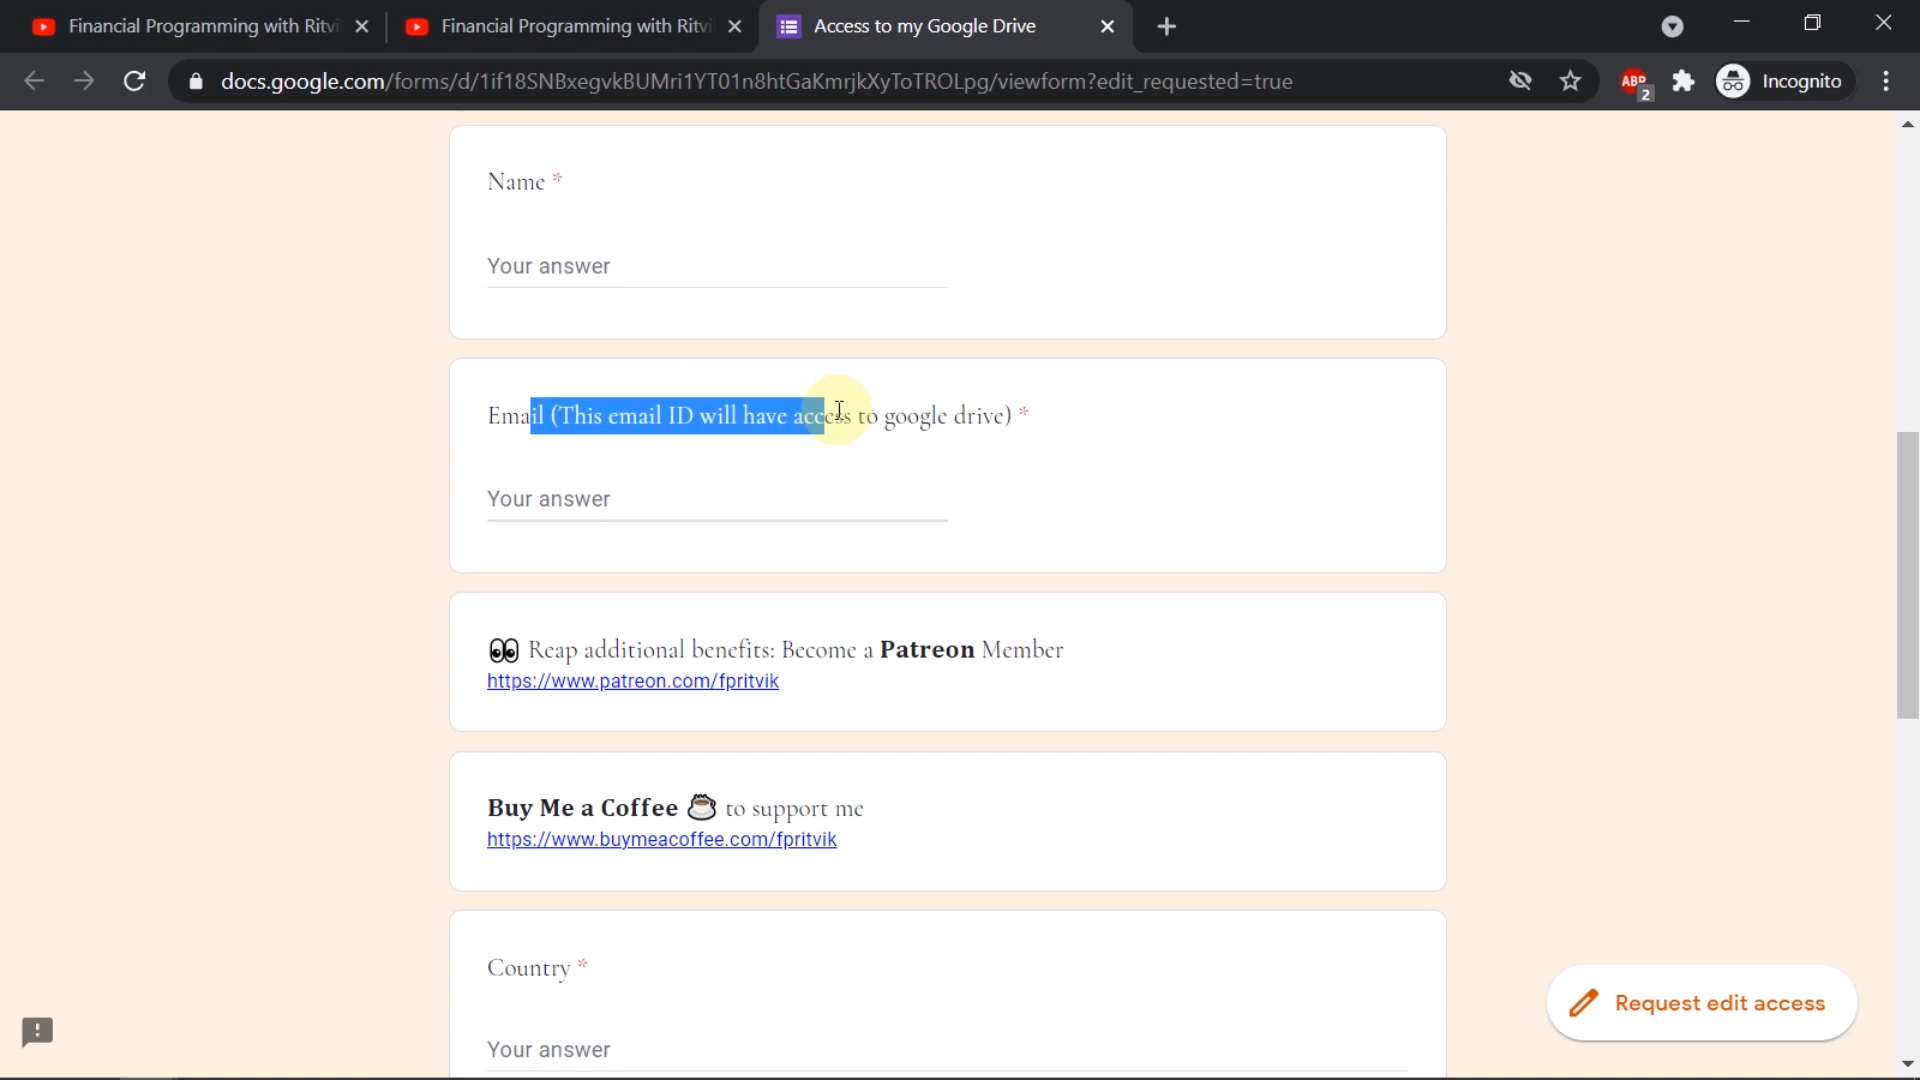 Financial Programming with Ritvi
Financial Programming with Ritvi
Access to my Google Drive
docs.google.com/forms/d/1if18SNBxegvkBUMri1YT01n8htGaKmrjkXyToTROLpg/viewform?edit_requested=true
ABP
2
Incognito
Name *
Your answer
Email (This email ID will have access to google drive) *
Your answer
👀 Reap additional benefits: Become a Patreon Member
https://www.patreon.com/fpritvik
Buy Me a Coffee ☕ to support me
https://www.buymeacoffee.com/fpritvik
Country *
Your answer
Request edit access